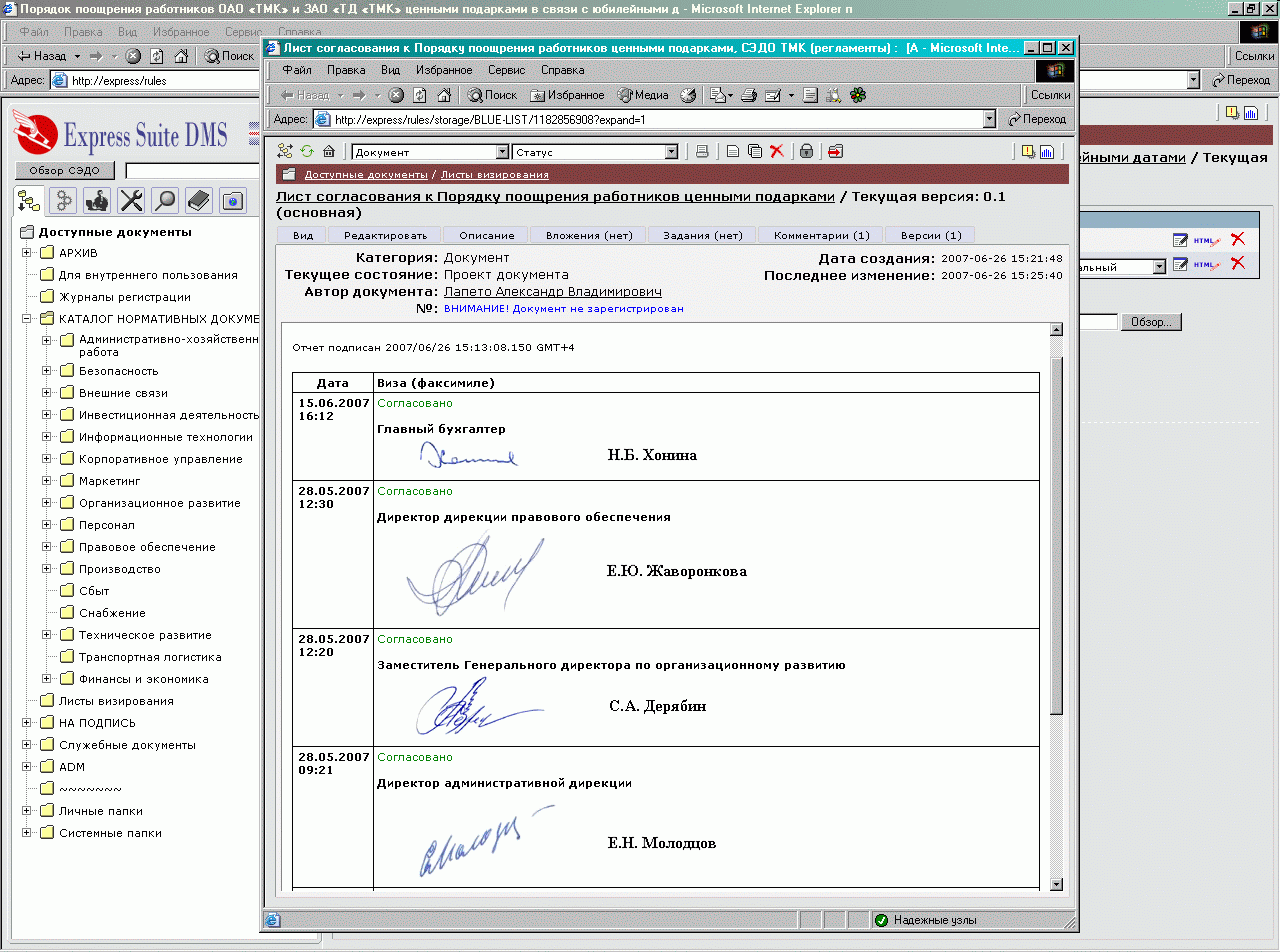 Порядок поощрения работников ОАО «ТМК» и ЗАО «ТД «ТМК» ценными подарками в связи с юбилейными д - Microsoft Internet Explorer п
Файл Правка Вид Избранное Сервис Справка
Назад Поиск Ссылки
Адрес: http://express/rules Переход
Express Suite DMS
Обзор СЭДО
Доступные документы
АРХИВ
Для внутреннего пользования
Журналы регистрации
КАТАЛОГ НОРМАТИВНЫХ ДОКУМЕ
Административно-хозяйственн
работа
Безопасность
Внешние связи
Инвестиционная деятельность
Информационные технологии
Корпоративное управление
Маркетинг
Организационное развитие
Персонал
Правовое обеспечение
Производство
Сбыт
Снабжение
Техническое развитие
Транспортная логистика
Финансы и экономика
Листы визирования
НА ПОДПИСЬ
Служебные документы
ADM
~~~~~~~
Личные папки
Системные папки
Лист согласования к Порядку поощрения работников ценными подарками, СЭДО ТМК (регламенты) : (А - Microsoft Inte...
Файл Правка Вид Избранное Сервис Справка
Назад Поиск Избранное Медиа Ссылки
Адрес: http://express/rules/storage/BLUE-LIST/1182856908?expand=1 Переход
Документ Статус
Доступные документы / Листы визирования
Лист согласования к Порядку поощрения работников ценными подарками / Текущая версия: 0.1
(основная)
Вид Редактировать Описание Вложения (нет) Задания (нет) Комментарии (1) Версии (1)
Категория: Документ Дата создания: 2007-06-26 15:21:48
Текущее состояние: Проект документа Последнее изменение: 2007-06-26 15:25:40
Автор документа: Лапето Александр Владимирович
№: ВНИМАНИЕ! Документ не зарегистрирован
Отчет подписан 2007/06/26 15:13:08.150 GMT+4
Дата Виза (факсимиле)
15.06.2007 Согласовано
16:12
Главный бухгалтер
Н.Б. Хонина
28.05.2007 Согласовано
12:30
Директор дирекции правового обеспечения
Е.Ю. Жаворонкова
28.05.2007 Согласовано
12:20
Заместитель Генерального директора по организационному развитию
С.А. Дерябин
28.05.2007 Согласовано
09:21
Директор административной дирекции
Е.Н. Молодцов
Надежные узлы
ейными датами / Текущая
HTML
альный HTML
Обзор...